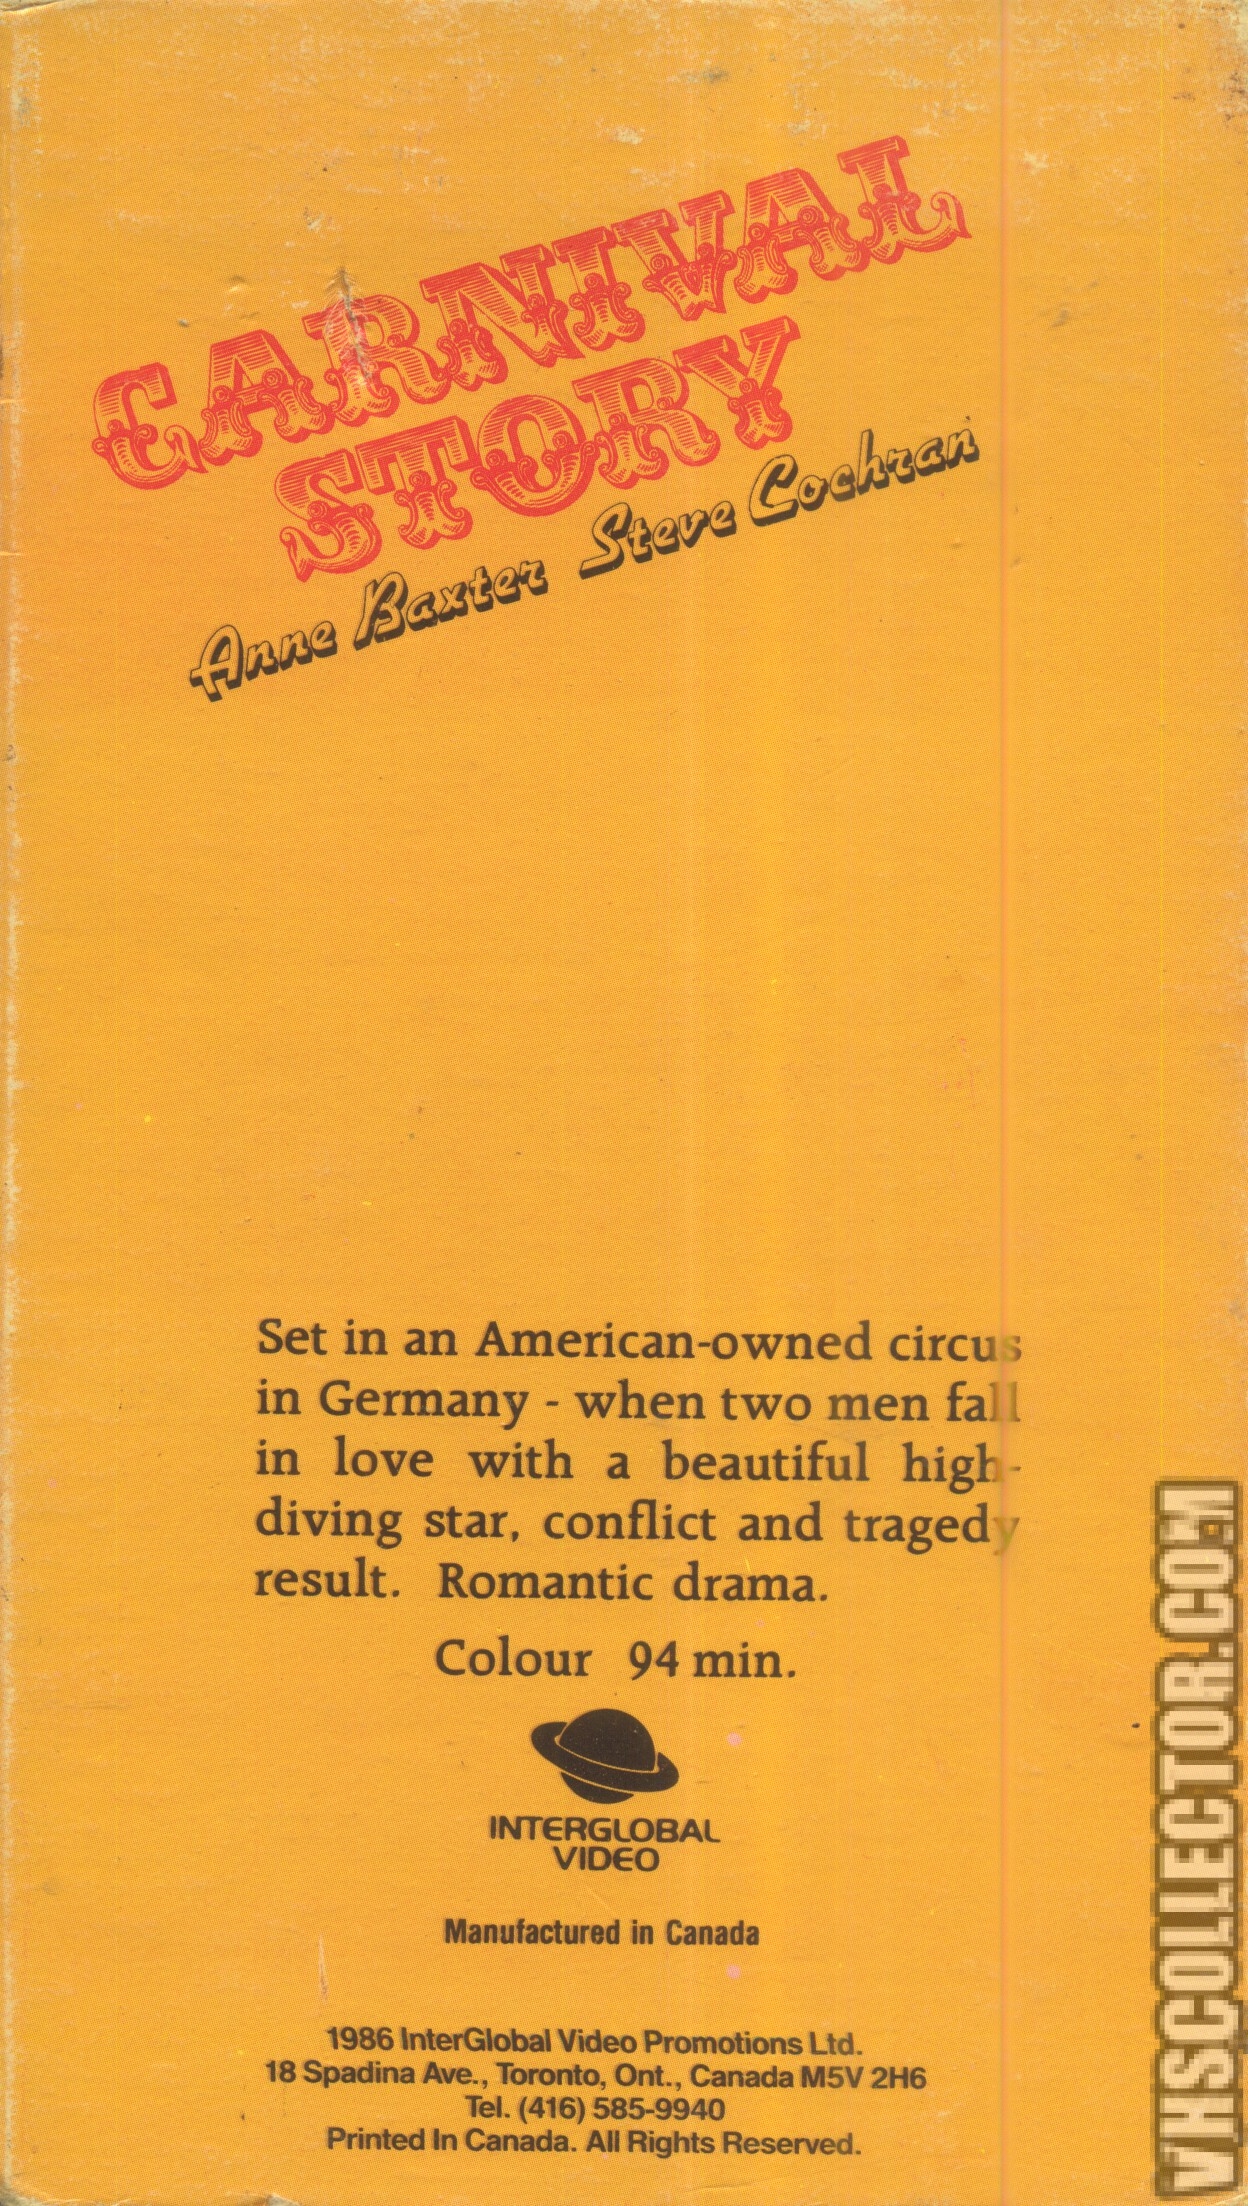 CARNIVAL
STORY
Anne Baxter Steve Cochran
Set in an American-owned circus
in Germany - when two men fall
in love with a beautiful high-
diving star, conflict and tragedy
result. Romantic drama.
Colour 94 min.
INTERGLOBAL
VIDEO
Manufactured in Canada
1986 InterGlobal Video Promotions Ltd.
18 Spadina Ave., Toronto, Ont., Canada M5V 2H6
Tel. (416) 585-9940
Printed In Canada. All Rights Reserved.
VHSCOLLECTOR.COM